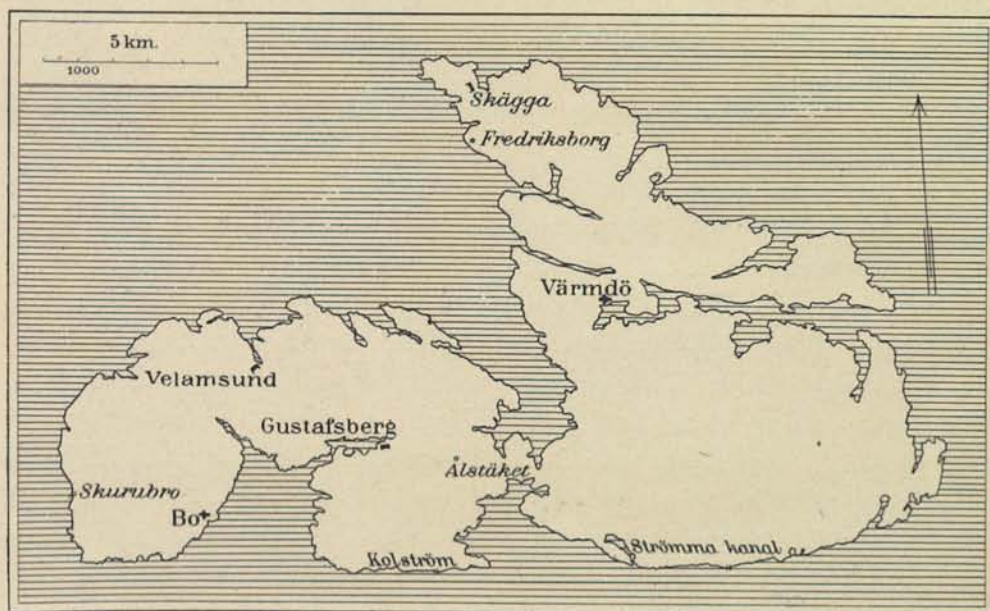 5 km.
1000
Skägga
Fredriksborg
Värmdö
Velamsund
Gustafsberg
Ålstäket
Skurubro
Bo
Kolström
Strömma kanal